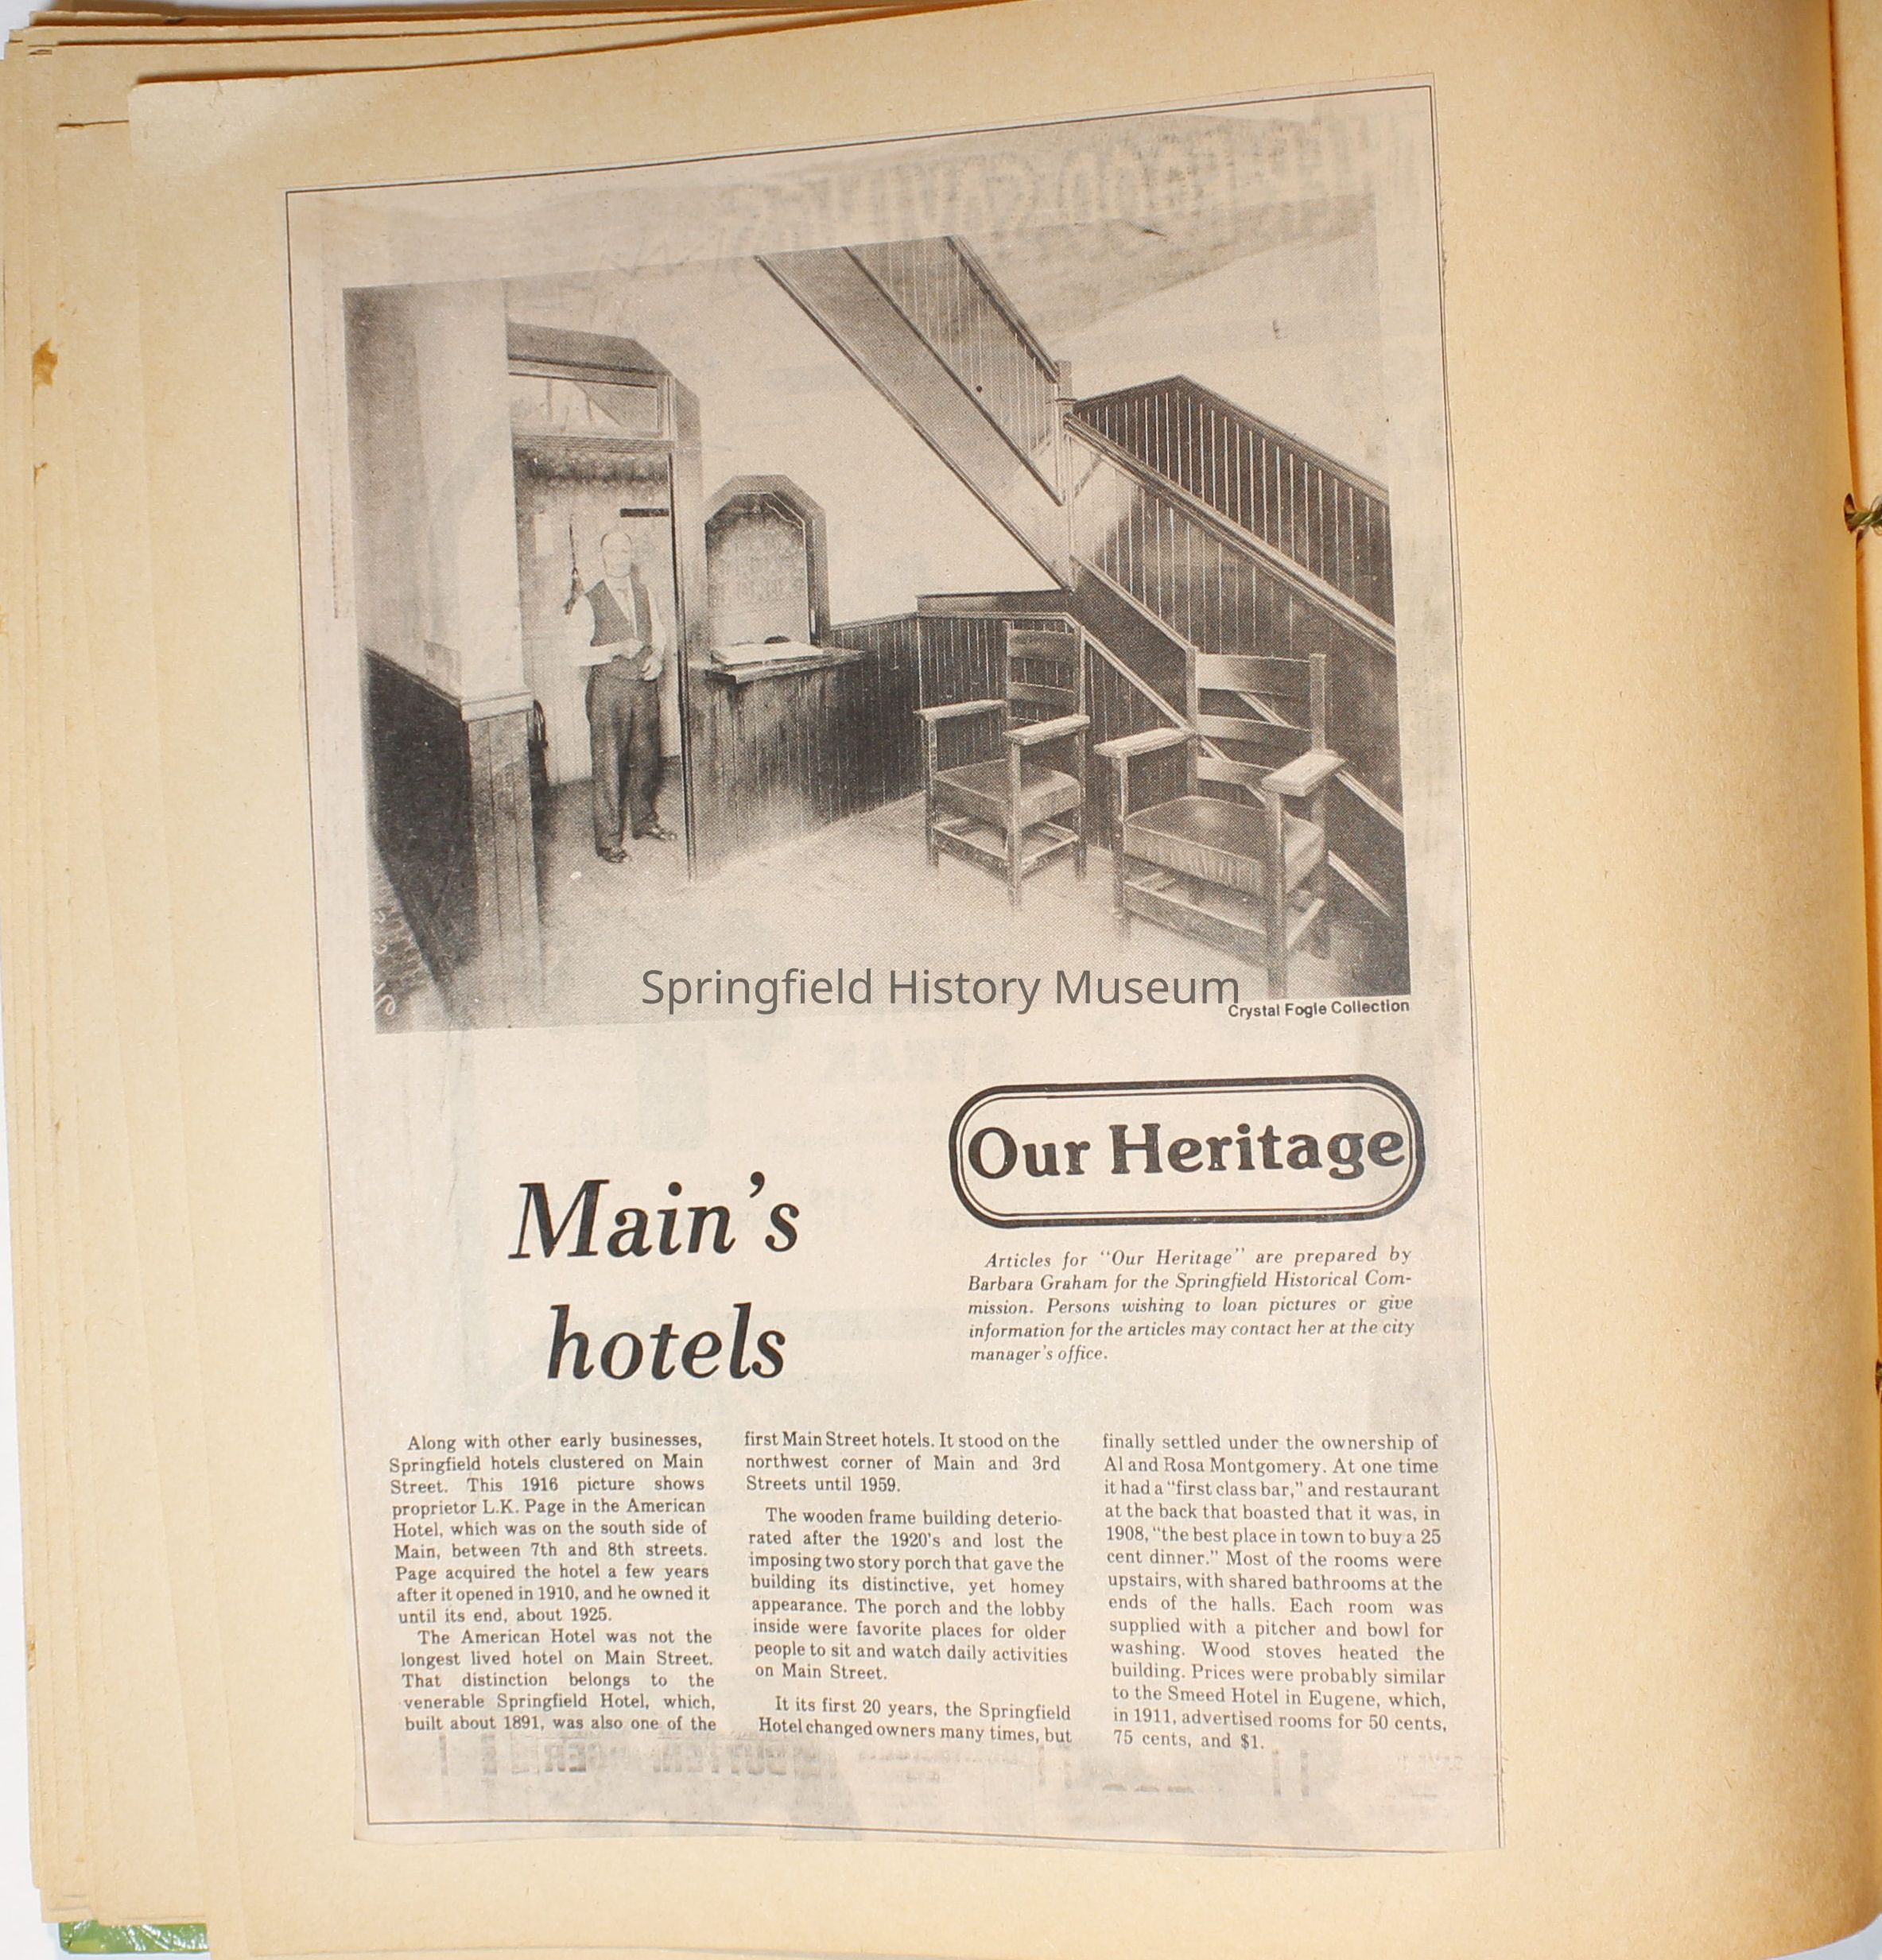 Springfield History Museum
Crystal Fogle Collection
Our Heritage
Main's
hotels
Articles for "Our Heritage" are prepared by
Barbara Graham for the Springfield Historical Com-
mission. Persons wishing to loan pictures or give
information for the articles may contact her at the city
manager's office.
Along with other early businesses,
Springfield hotels clustered on Main
Street. This 1916 picture shows
proprietor L.K. Page in the American
Hotel, which was on the south side of
Main, between 7th and 8th streets.
Page acquired the hotel a few years
after it opened in 1910, and he owned it
until its end, about 1925.
The American Hotel was not the
longest lived hotel on Main Street.
That distinction belongs to the
venerable Springfield Hotel, which,
built about 1891, was also one of the
first Main Street hotels. It stood on the
northwest corner of Main and 3rd
Streets until 1959.
The wooden frame building deterio-
rated after the 1920's and lost the
imposing two story porch that gave the
building its distinctive, yet homey
appearance. The porch and the lobby
inside were favorite places for older
people to sit and watch daily activities
on Main Street.
It its first 20 years, the Springfield
Hotel changed owners many times, but
finally settled under the ownership of
Al and Rosa Montgomery. At one time
it had a "first class bar," and restaurant
at the back that boasted that it was, in
1908, "the best place in town to buy a 25
cent dinner." Most of the rooms were
upstairs, with shared bathrooms at the
ends of the halls. Each room was
supplied with a pitcher and bowl for
washing. Wood stoves heated the
building. Prices were probably similar
to the Smeed Hotel in Eugene, which,
in 1911, advertised rooms for 50 cents,
75 cents, and $1.